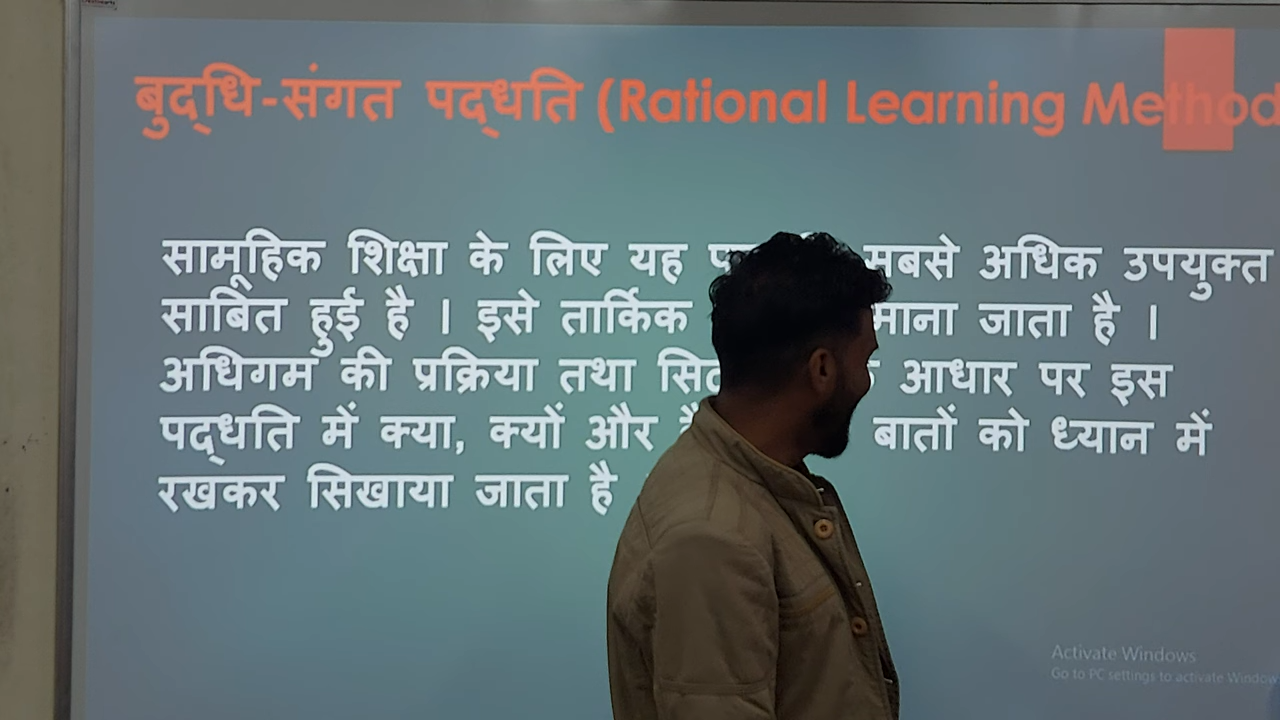 बुद्धि-संगत पद्धति (Rational Learning Method
सामूहिक शिक्षा के लिए यह सबसे अधिक उपयुक्त
साबित हुई है । इसे तार्किक माना जाता है ।
अधिगम की प्रक्रिया तथा आधार पर इस
पद्धति में क्या, क्यों और बातों को ध्यान में
रखकर सिखाया जाता है
Activate Windows
Go to PC settings to activate Window